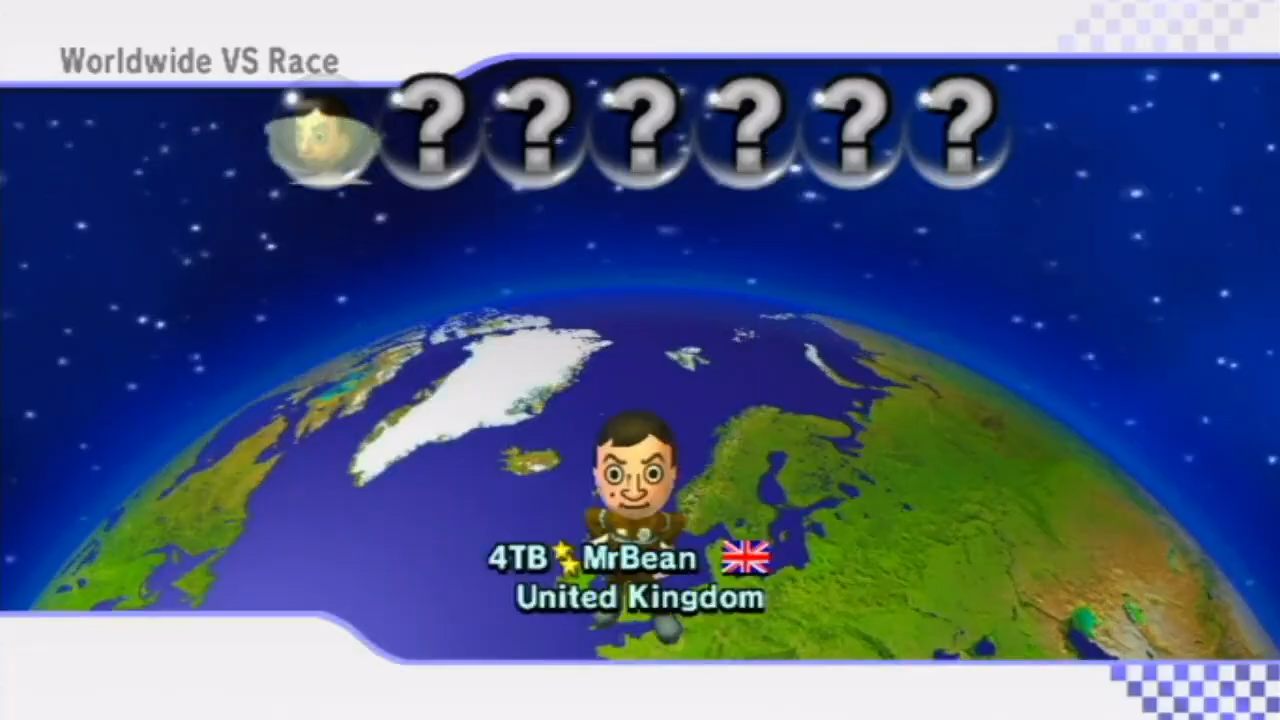 Worldwide VS Race
? ? ? ? ? ?
4TB★MrBean
United Kingdom